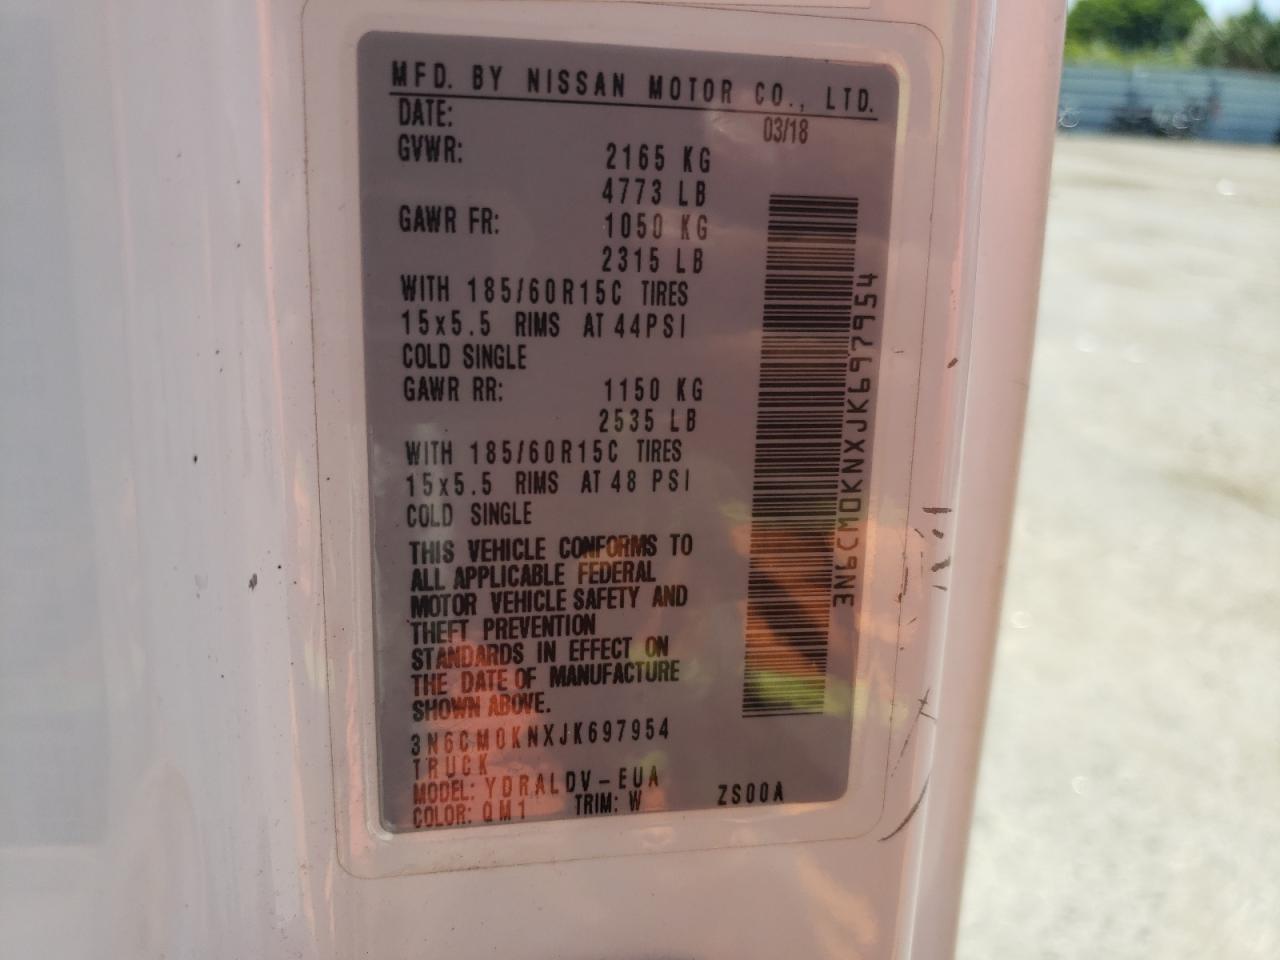 MFD. BY NISSAN MOTOR CO., LTD.
DATE: 03/18
GVWR: 2165 KG
4773 LB
GAWR FR: 1050 KG
2315 LB
WITH 185/60R15C TIRES
15x5.5 RIMS AT 44PSI
COLD SINGLE
GAWR RR: 1150 KG
2535 LB
WITH 185/60R15C TIRES
15x5.5 RIMS AT 48 PSI
COLD SINGLE
THIS VEHICLE CONFORMS TO
ALL APPLICABLE FEDERAL
MOTOR VEHICLE SAFETY AND
THEFT PREVENTION
STANDARDS IN EFFECT ON
THE DATE OF MANUFACTURE
SHOWN ABOVE.
3N6CM0KNXJK697954
TRUCK
MODEL: YDRALDV-EUA
COLOR: QM1 TRIM: W ZS00A
3N6CM0KNXJK697954